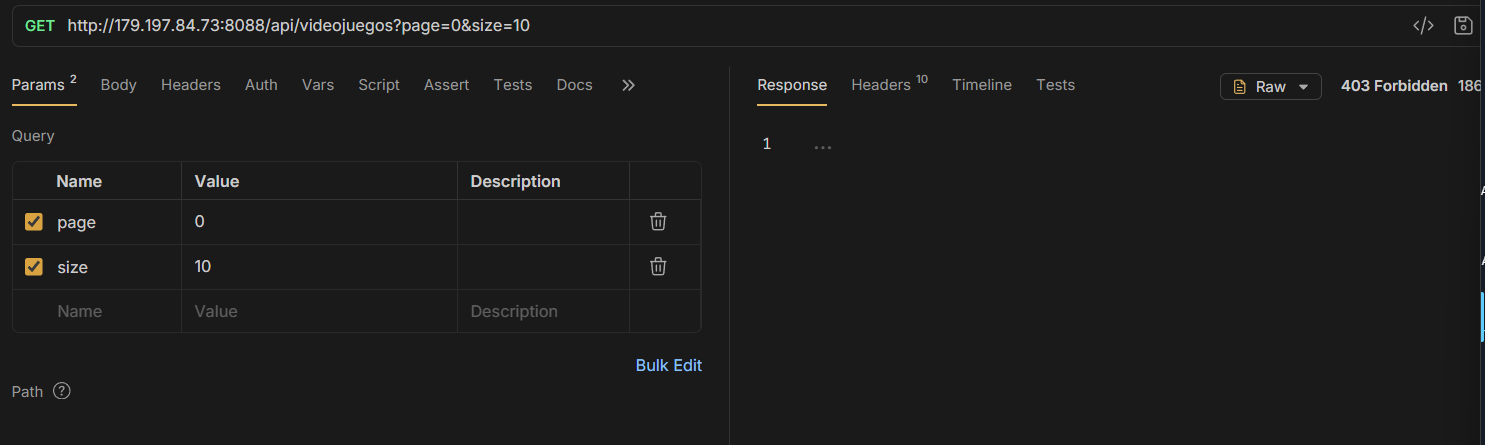 GET http://179.197.84.73:8088/api/videojuegos?page=0&size=10 </>
Params 2 Body Headers Auth Vars Script Assert Tests Docs
Response Headers 10 Timeline Tests Raw 403 Forbidden 186
Query
Name Value Description
page 0
size 10
Name Value Description
Bulk Edit
Path ?
1 ...